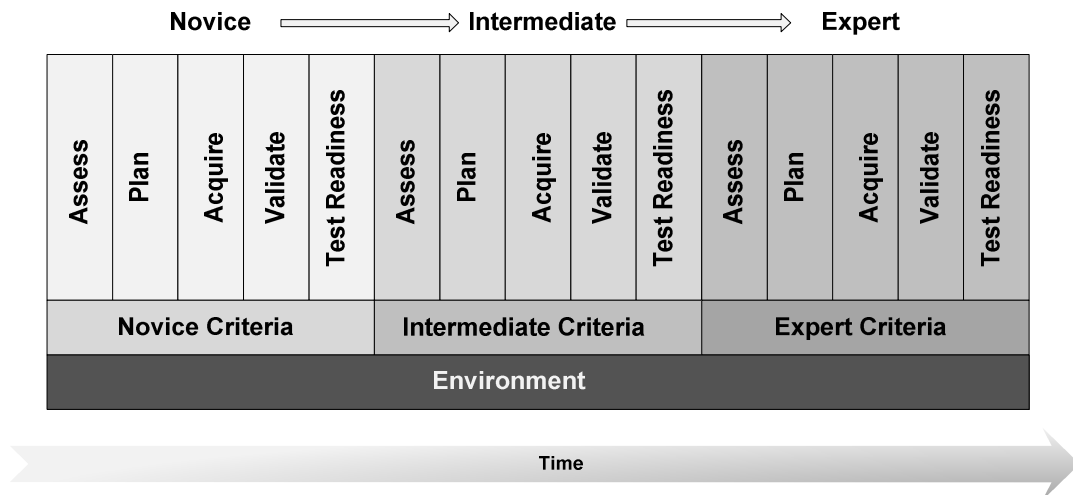 Novice Intermediate Expert
Assess
Plan
Acquire
Validate
Test Readiness
Assess
Plan
Acquire
Validate
Test Readiness
Assess
Plan
Acquire
Validate
Test Readiness
Novice Criteria Intermediate Criteria Expert Criteria
Environment
Time